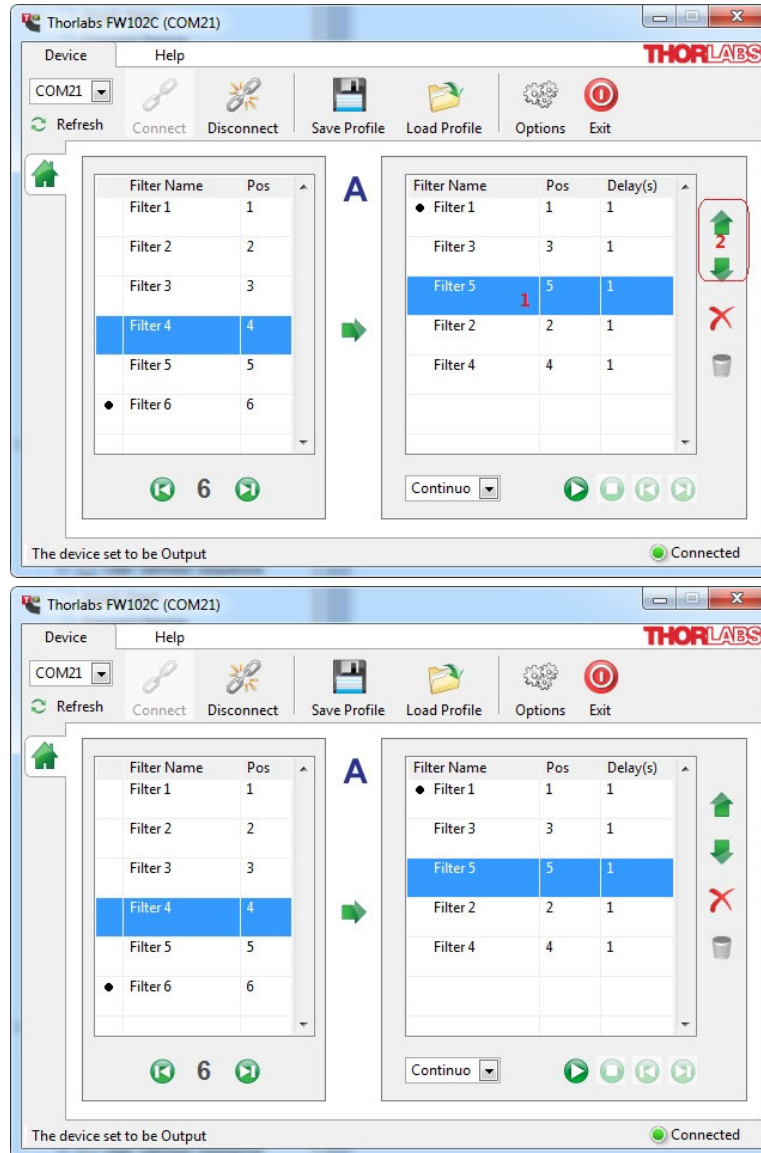 Thorlabs FW102C (COM21)
Device Help THORLABS
COM21
Refresh Connect Disconnect Save Profile Load Profile Options Exit
Filter Name Pos A Filter Name Pos Delay(s)
Filter 1 1 Filter 1 1 1
Filter 2 2 Filter 3 3 1 2
Filter 3 3 Filter 5 1 5 1
Filter 4 4 Filter 2 2 1
Filter 5 5 Filter 4 4 1
Filter 6 6
6 Continuo
The device set to be Output Connected
Thorlabs FW102C (COM21)
Device Help THORLABS
COM21
Refresh Connect Disconnect Save Profile Load Profile Options Exit
Filter Name Pos A Filter Name Pos Delay(s)
Filter 1 1 Filter 1 1 1
Filter 2 2 Filter 3 3 1
Filter 3 3 Filter 5 5 1
Filter 4 4 Filter 2 2 1
Filter 5 5 Filter 4 4 1
Filter 6 6
6 Continuo
The device set to be Output Connected